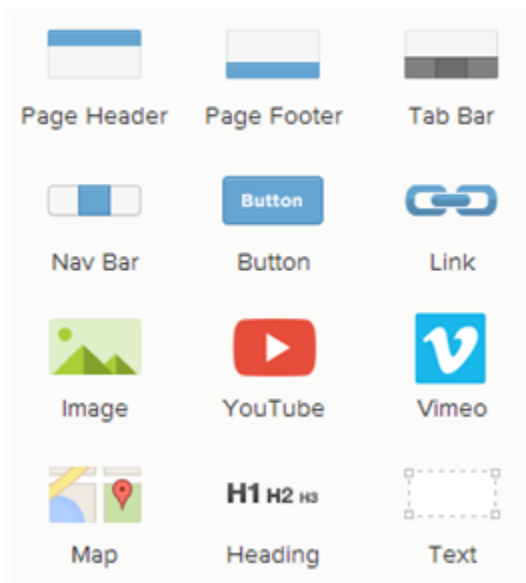 Page Header Page Footer Tab Bar
Button
Nav Bar Button Link
Image YouTube Vimeo
H1 H2 H3
Map Heading Text